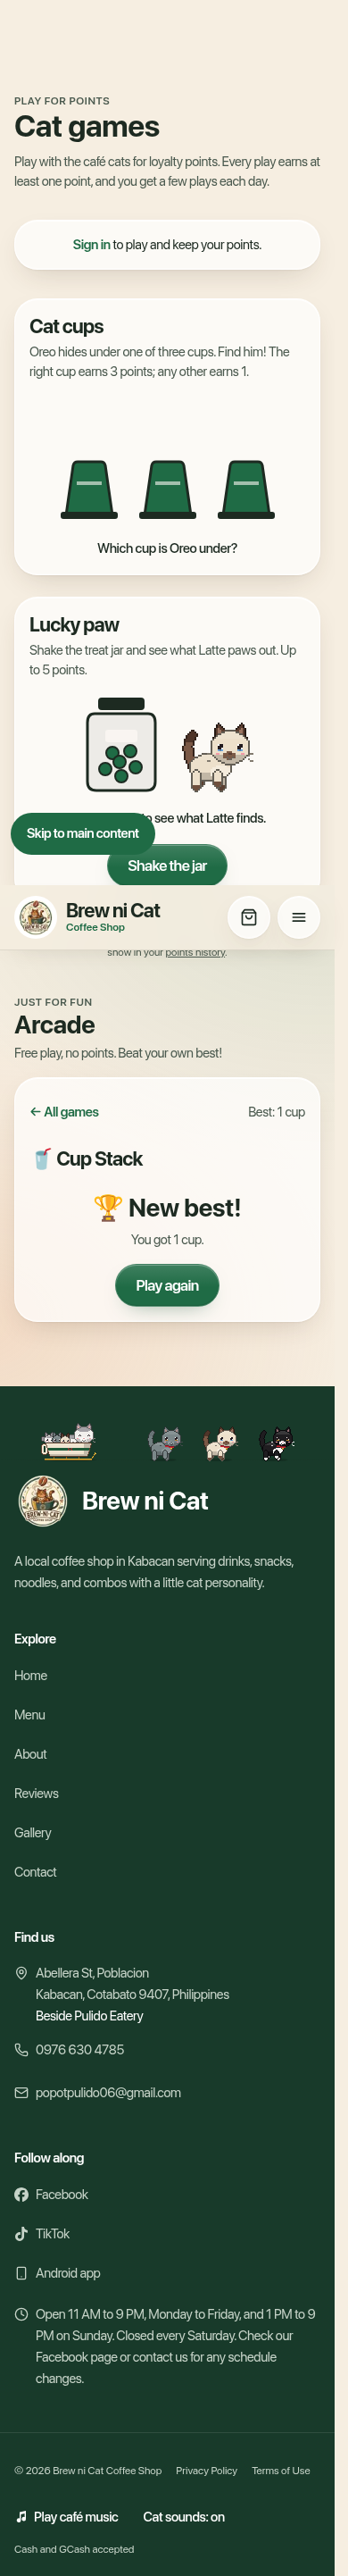 PLAY FOR POINTS
Cat games
Play with the café cats for loyalty points. Every play earns at
least one point, and you get a few plays each day.
Sign in to play and keep your points.
Cat cups
Oreo hides under one of three cups. Find him! The
right cup earns 3 points; any other earns 1.
Which cup is Oreo under?
Lucky paw
Shake the treat jar and see what Latte paws out. Up
to 5 points.
to see what Latte finds.
Skip to main content
Shake the jar
Brew ni Cat
Coffee Shop
show in your points history.
JUST FOR FUN
Arcade
Free play, no points. Beat your own best!
← All games
Best: 1 cup
Cup Stack
New best!
You got 1 cup.
Play again
Brew ni Cat
A local coffee shop in Kabacan serving drinks, snacks,
noodles, and combos with a little cat personality.
Explore
Home
Menu
About
Reviews
Gallery
Contact
Find us
Abellera St, Poblacion
Kabacan, Cotabato 9407, Philippines
Beside Pulido Eatery
0976 630 4785
popotpulido06@gmail.com
Follow along
Facebook
TikTok
Android app
Open 11 AM to 9 PM, Monday to Friday, and 1 PM to 9
PM on Sunday. Closed every Saturday. Check our
Facebook page or contact us for any schedule
changes.
© 2026 Brew ni Cat Coffee Shop
Privacy Policy
Terms of Use
Play café music
Cat sounds: on
Cash and GCash accepted